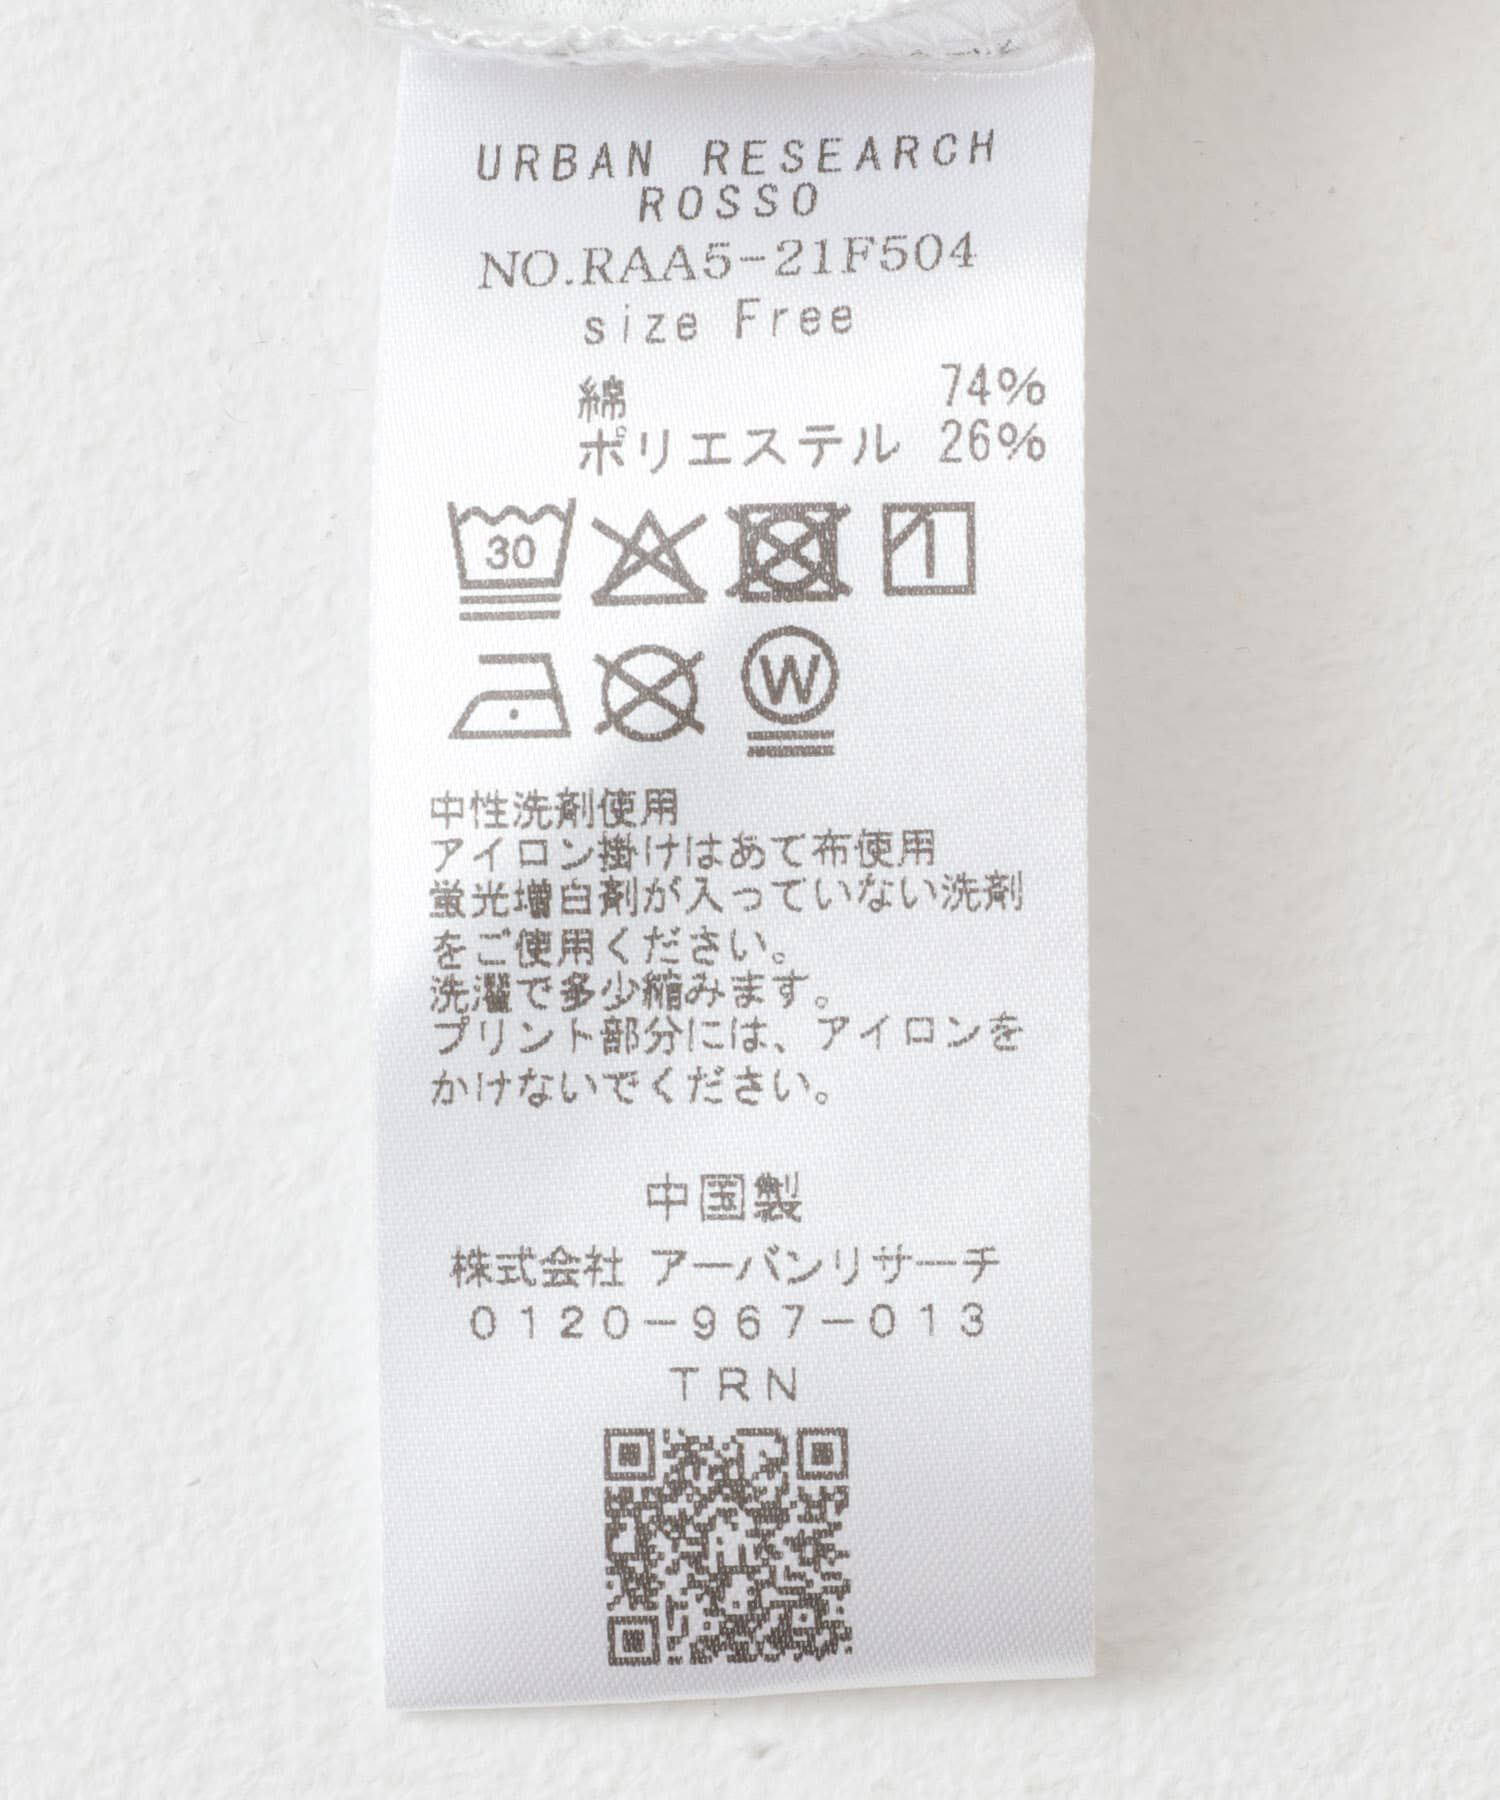 URBAN RESEARCH
ROSSO
NO.RAA5-21F504
size Free
綿 74%
ポリエステル 26%
30
W
中性洗剤使用
アイロン掛けはあて布使用
蛍光増白剤が入っていない洗剤
をご使用ください。
洗濯で多少縮みます。
プリント部分には、アイロンを
かけないでください。
中国製
株式会社 アーバンリサーチ
0120-967-013
TRN